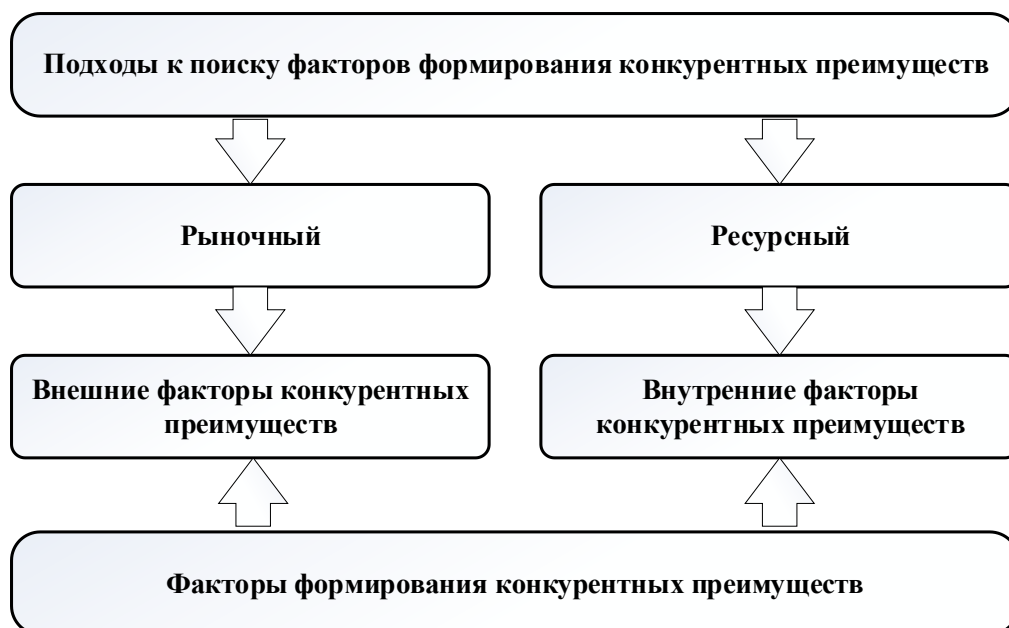 Подходы к поиску факторов формирования конкурентных преимуществ
Рыночный
Ресурсный
Внешние факторы конкурентных
преимуществ
Внутренние факторы
конкурентных преимуществ
Факторы формирования конкурентных преимуществ